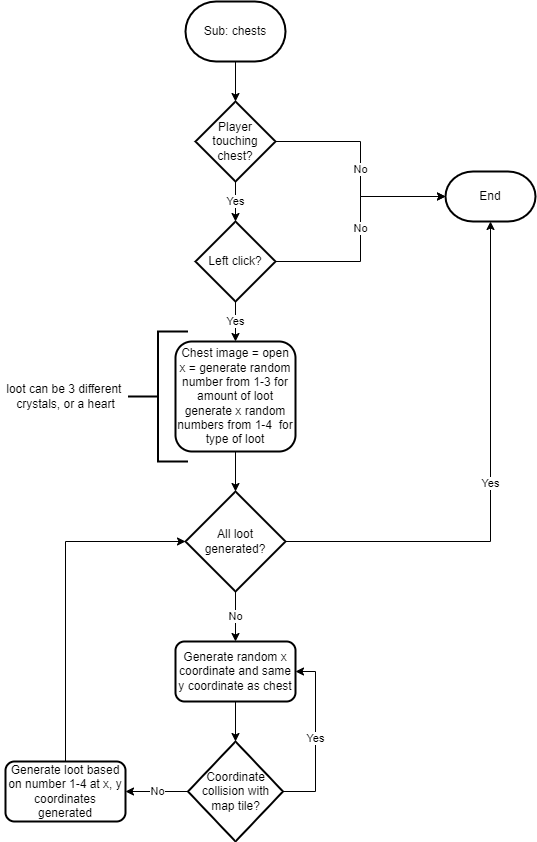 Sub: chests
Player
touching
chest?
No
Yes
End
No
Left click?
Yes
Chest image = open
x = generate random
number from 1-3 for
amount of loot
generate x random
numbers from 1-4 for
type of loot
loot can be 3 different
crystals, or a heart
Yes
All loot
generated?
No
Generate random x
coordinate and same
y coordinate as chest
Yes
Coordinate
collision with
map tile?
No
Generate loot based
on number 1-4 at x, y
coordinates
generated